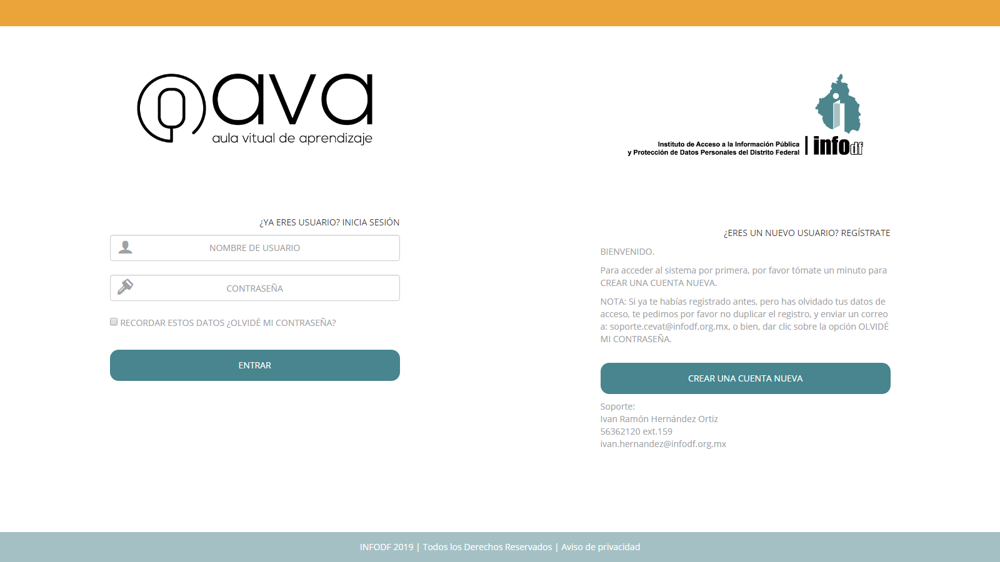 ava
aula vitual de aprendizaje
Instituto de Acceso a la Información Pública
y Protección de Datos Personales del Distrito Federal
infodf
¿YA ERES USUARIO? INICIA SESIÓN
NOMBRE DE USUARIO
CONTRASEÑA
RECORDAR ESTOS DATOS ¿OLVIDÉ MI CONTRASEÑA?
ENTRAR
¿ERES UN NUEVO USUARIO? REGÍSTRATE
BIENVENIDO.
Para acceder al sistema por primera, por favor tómate un minuto para
CREAR UNA CUENTA NUEVA.
NOTA: Si ya te habías registrado antes, pero has olvidado tus datos de
acceso, te pedimos por favor no duplicar el registro, y enviar un correo
a: soporte.cevat@infodf.org.mx, o bien, dar clic sobre la opción OLVIDÉ
MI CONTRASEÑA.
CREAR UNA CUENTA NUEVA
Soporte:
Ivan Ramón Hernández Ortiz
56362120 ext.159
ivan.hernandez@infodf.org.mx
INFODF 2019 | Todos los Derechos Reservados | Aviso de privacidad